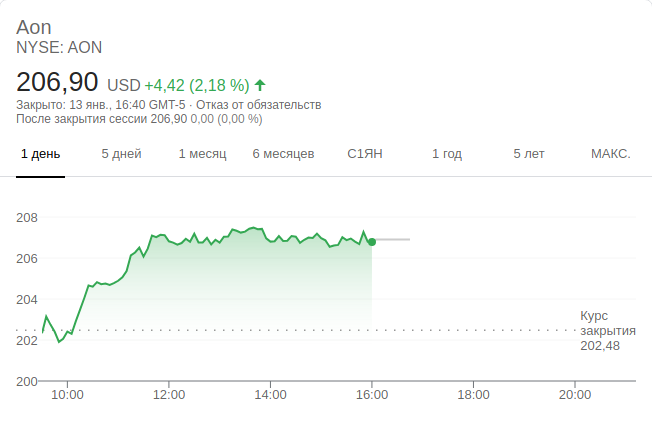 Aon
NYSE: AON
206,90 USD +4,42 (2,18 %)
Закрыто: 13 янв., 16:40 GMT-5 · Отказ от обязательств
После закрытия сессии 206,90 0,00 (0,00 %)
1 день 5 дней 1 месяц 6 месяцев С1ЯН 1 год 5 лет МАКС.
208
206
204
Курс
закрытия
202,48
202
200
10:00 12:00 14:00 16:00 18:00 20:00